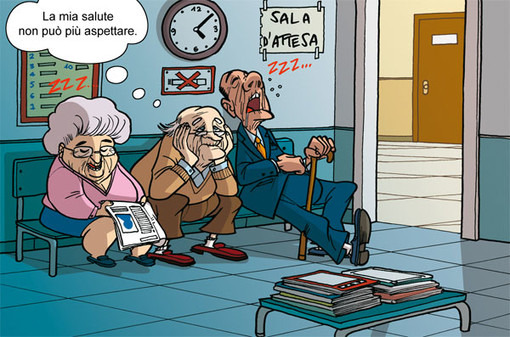 La mia salute
non può più aspettare.
SALA
D'ATTESA
ZZZ...
ZZZ...